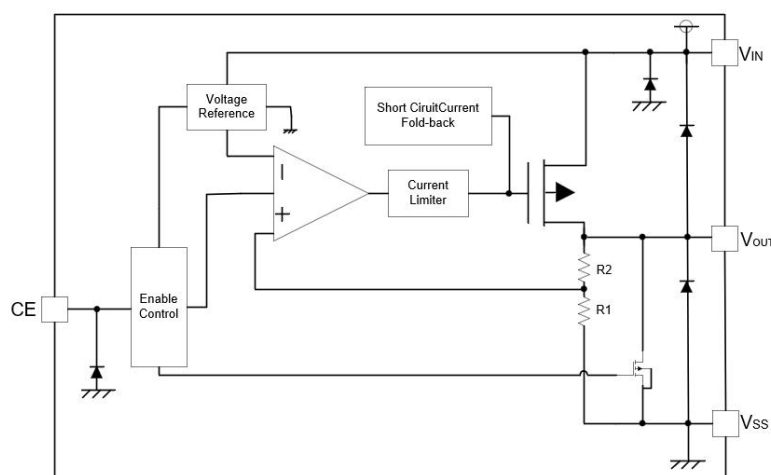 VIN
Voltage
Reference
Short CiruitCurrent
Fold-back
−
+
Current
Limiter
VOUT
R2
R1
CE
Enable
Control
VSS